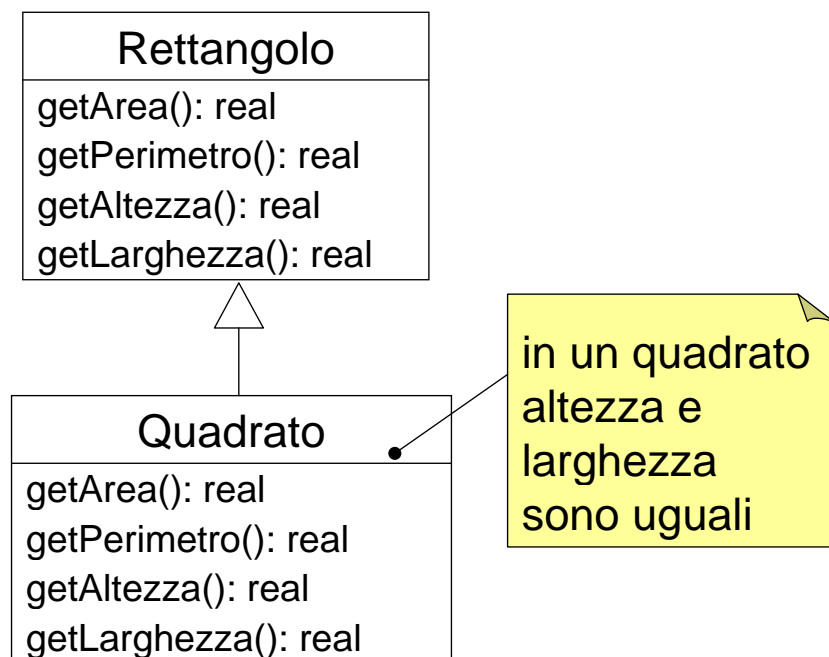 Rettangolo
getArea(): real
getPerimetro(): real
getAltezza(): real
getLarghezza(): real
in un quadrato
altezza e
larghezza
sono uguali
Quadrato
getArea(): real
getPerimetro(): real
getAltezza(): real
getLarghezza(): real